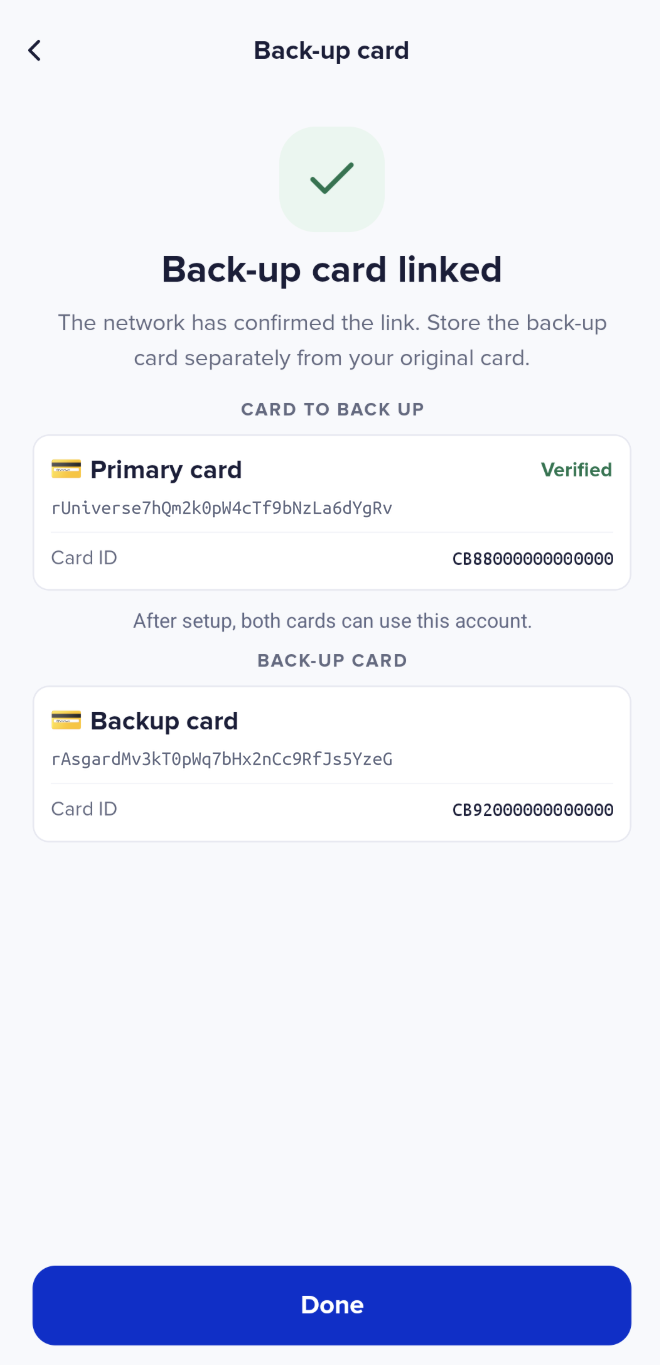 Back-up card
Back-up card linked
The network has confirmed the link. Store the back-up
card separately from your original card.
CARD TO BACK UP
Primary card
Verified
rUniverse7hQm2k0pW4cTf9bNzLa6dYgRv
Card ID
CB88000000000000
After setup, both cards can use this account.
BACK-UP CARD
Backup card
rAsgardMv3kT0pWq7bHx2nCc9RfJs5YzeG
Card ID
CB92000000000000
Done